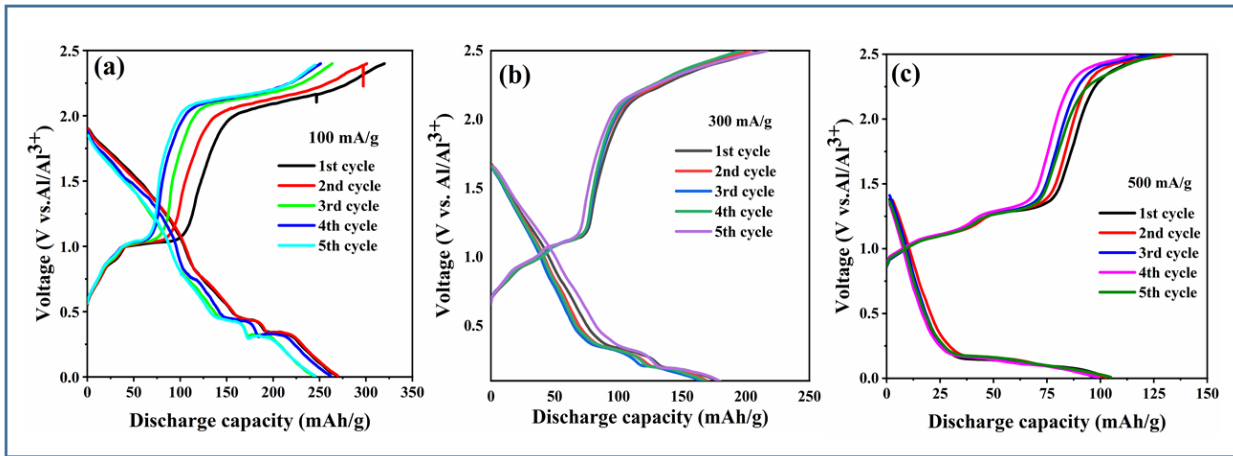 (a)
Voltage (V vs.Al/Al3+)
2.5
2.0
1.5
1.0
0.5
0.0
100 mA/g
1st cycle
2nd cycle
3rd cycle
4th cycle
5th cycle
0 50 100 150 200 250 300 350
Discharge capacity (mAh/g)
(b)
Voltage (V vs.Al/Al3+)
2.5
2.0
1.5
1.0
0.5
300 mA/g
1st cycle
2nd cycle
3rd cycle
4th cycle
5th cycle
0 50 100 150 200 250
Discharge capacity (mAh/g)
(c)
Voltage (V vs.Al/Al3+)
2.5
2.0
1.5
1.0
0.5
0.0
500 mA/g
1st cycle
2nd cycle
3rd cycle
4th cycle
5th cycle
0 25 50 75 100 125 150
Discharge capacity (mAh/g)